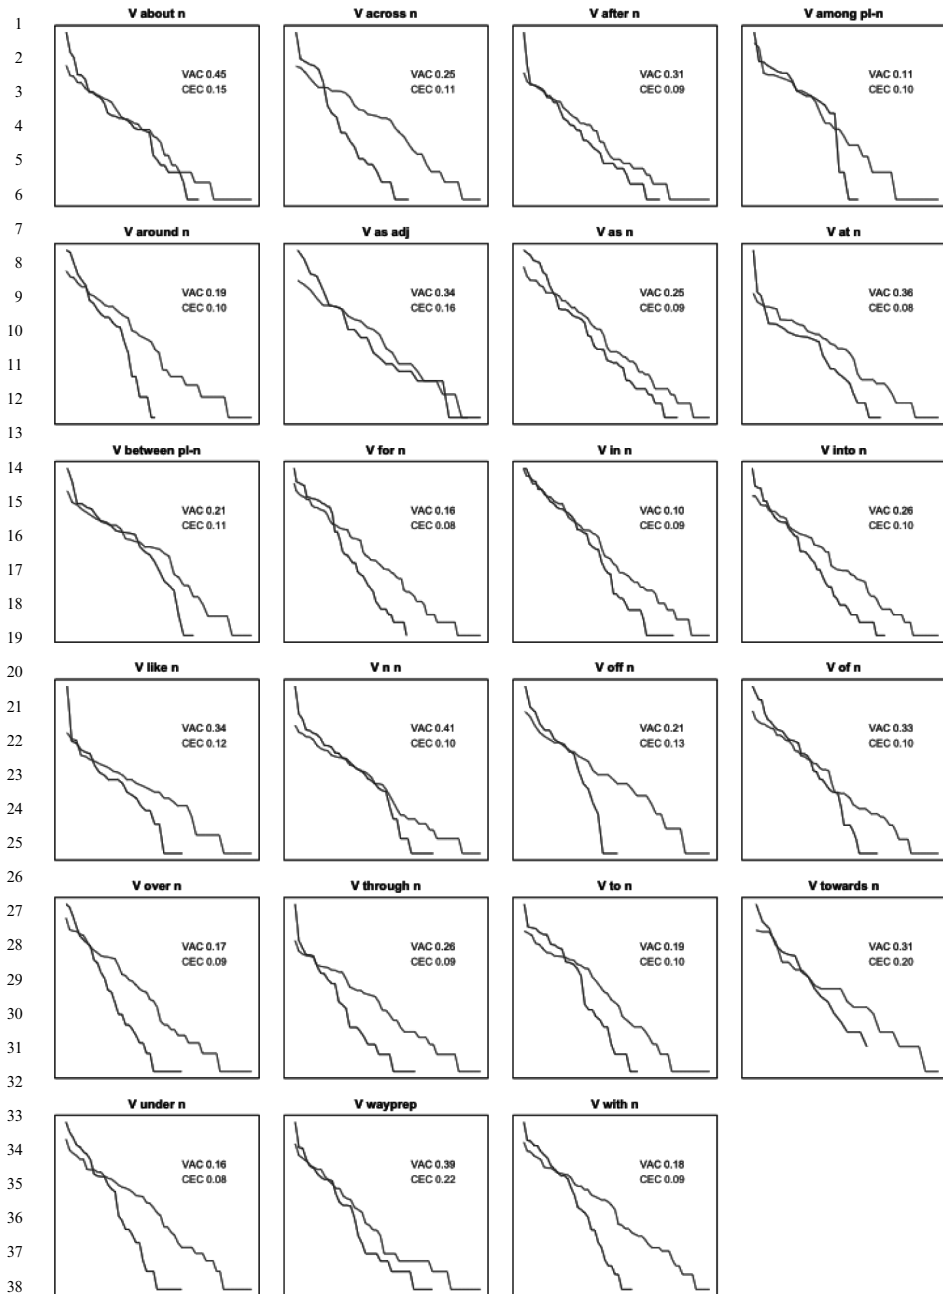 1
V about n V across n V after n V among pl-n
2
VAC 0.45 VAC 0.25 VAC 0.31 VAC 0.11
3
CEC 0.15 CEC 0.11 CEC 0.09 CEC 0.10
4
5
6
7
V around n V as adj V as n V at n
8
VAC 0.19 VAC 0.34 VAC 0.25 VAC 0.36
9
CEC 0.10 CEC 0.16 CEC 0.09 CEC 0.08
10
11
12
13
V between pl-n V for n V in n V into n
14
15
VAC 0.21 VAC 0.16 VAC 0.10 VAC 0.26
CEC 0.11 CEC 0.08 CEC 0.09 CEC 0.10
16
17
18
19
20
V like n V n n V off n V of n
21
VAC 0.34 VAC 0.41 VAC 0.21 VAC 0.33
22
CEC 0.12 CEC 0.10 CEC 0.13 CEC 0.10
23
24
25
26
V over n V through n V to n V towards n
27
28
VAC 0.17 VAC 0.26 VAC 0.19 VAC 0.31
CEC 0.09 CEC 0.09 CEC 0.10 CEC 0.20
29
30
31
32
V under n V wayprep V with n
33
34
VAC 0.16 VAC 0.39 VAC 0.18
CEC 0.08 CEC 0.22 CEC 0.09
35
36
37
38